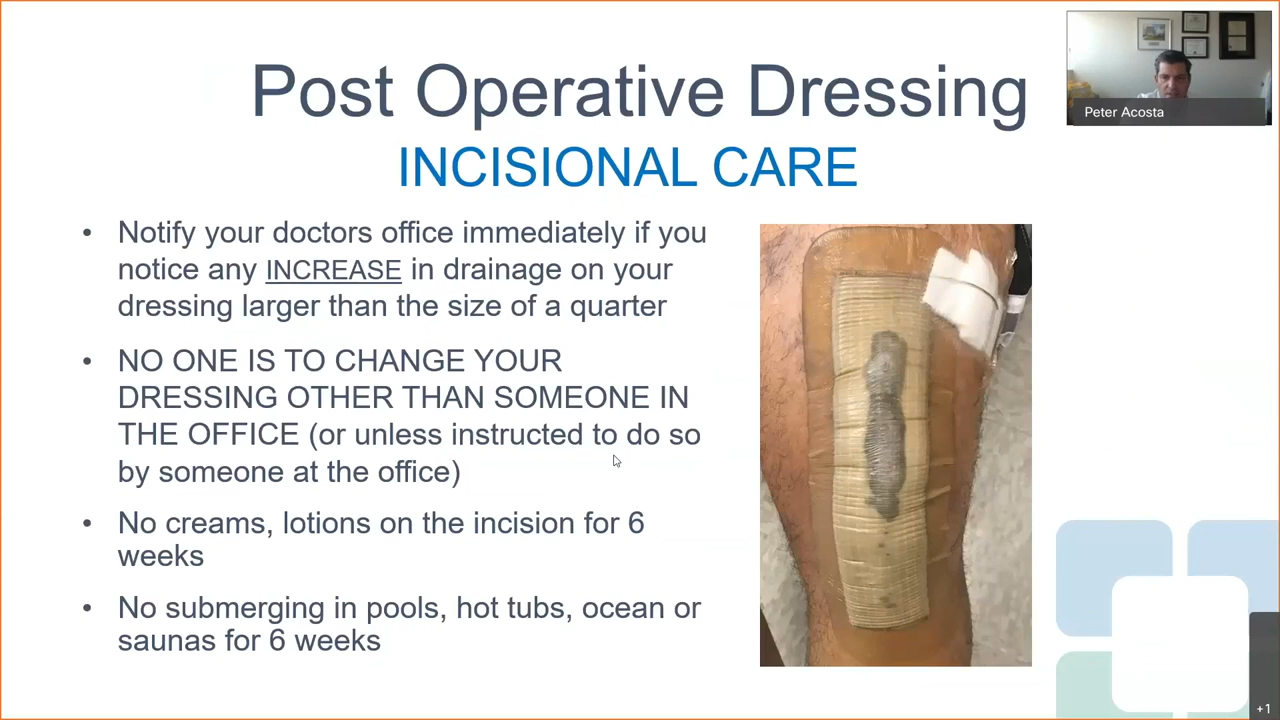 Post Operative Dressing
INCISIONAL CARE
Peter Acosta
• Notify your doctors office immediately if you
notice any INCREASE in drainage on your
dressing larger than the size of a quarter
• NO ONE IS TO CHANGE YOUR
DRESSING OTHER THAN SOMEONE IN
THE OFFICE (or unless instructed to do so
by someone at the office)
• No creams, lotions on the incision for 6
weeks
• No submerging in pools, hot tubs, ocean or
saunas for 6 weeks
+1